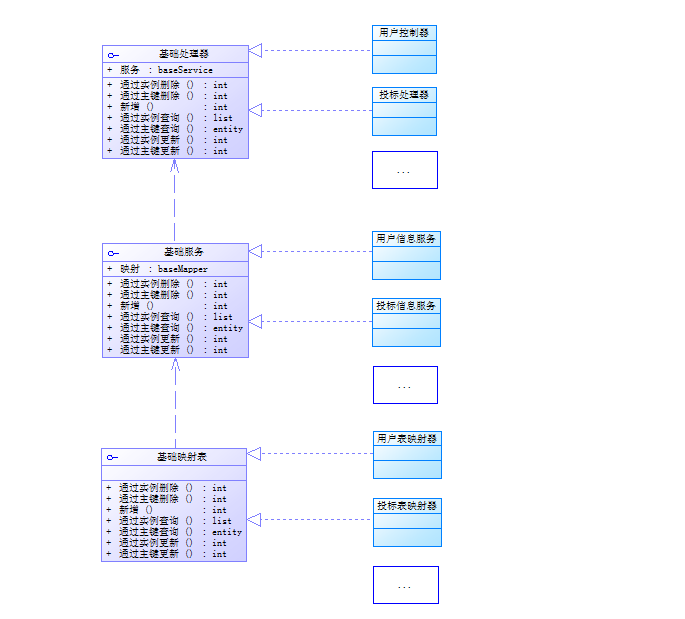 基础处理器
+ 服务 : baseService
+ 通过实例删除 () : int
+ 通过主键删除 () : int
+ 新增 () : int
+ 通过实例查询 () : list
+ 通过主键查询 () : entity
+ 通过实例更新 () : int
+ 通过主键更新 () : int
用户控制器
投标处理器
...
基础服务
+ 映射 : baseMapper
+ 通过实例删除 () : int
+ 通过主键删除 () : int
+ 新增 () : int
+ 通过实例查询 () : list
+ 通过主键查询 () : entity
+ 通过实例更新 () : int
+ 通过主键更新 () : int
用户信息服务
投标信息服务
...
基础映射表
+ 通过实例删除 () : int
+ 通过主键删除 () : int
+ 新增 () : int
+ 通过实例查询 () : list
+ 通过主键查询 () : entity
+ 通过实例更新 () : int
+ 通过主键更新 () : int
用户表映射器
投标表映射器
...